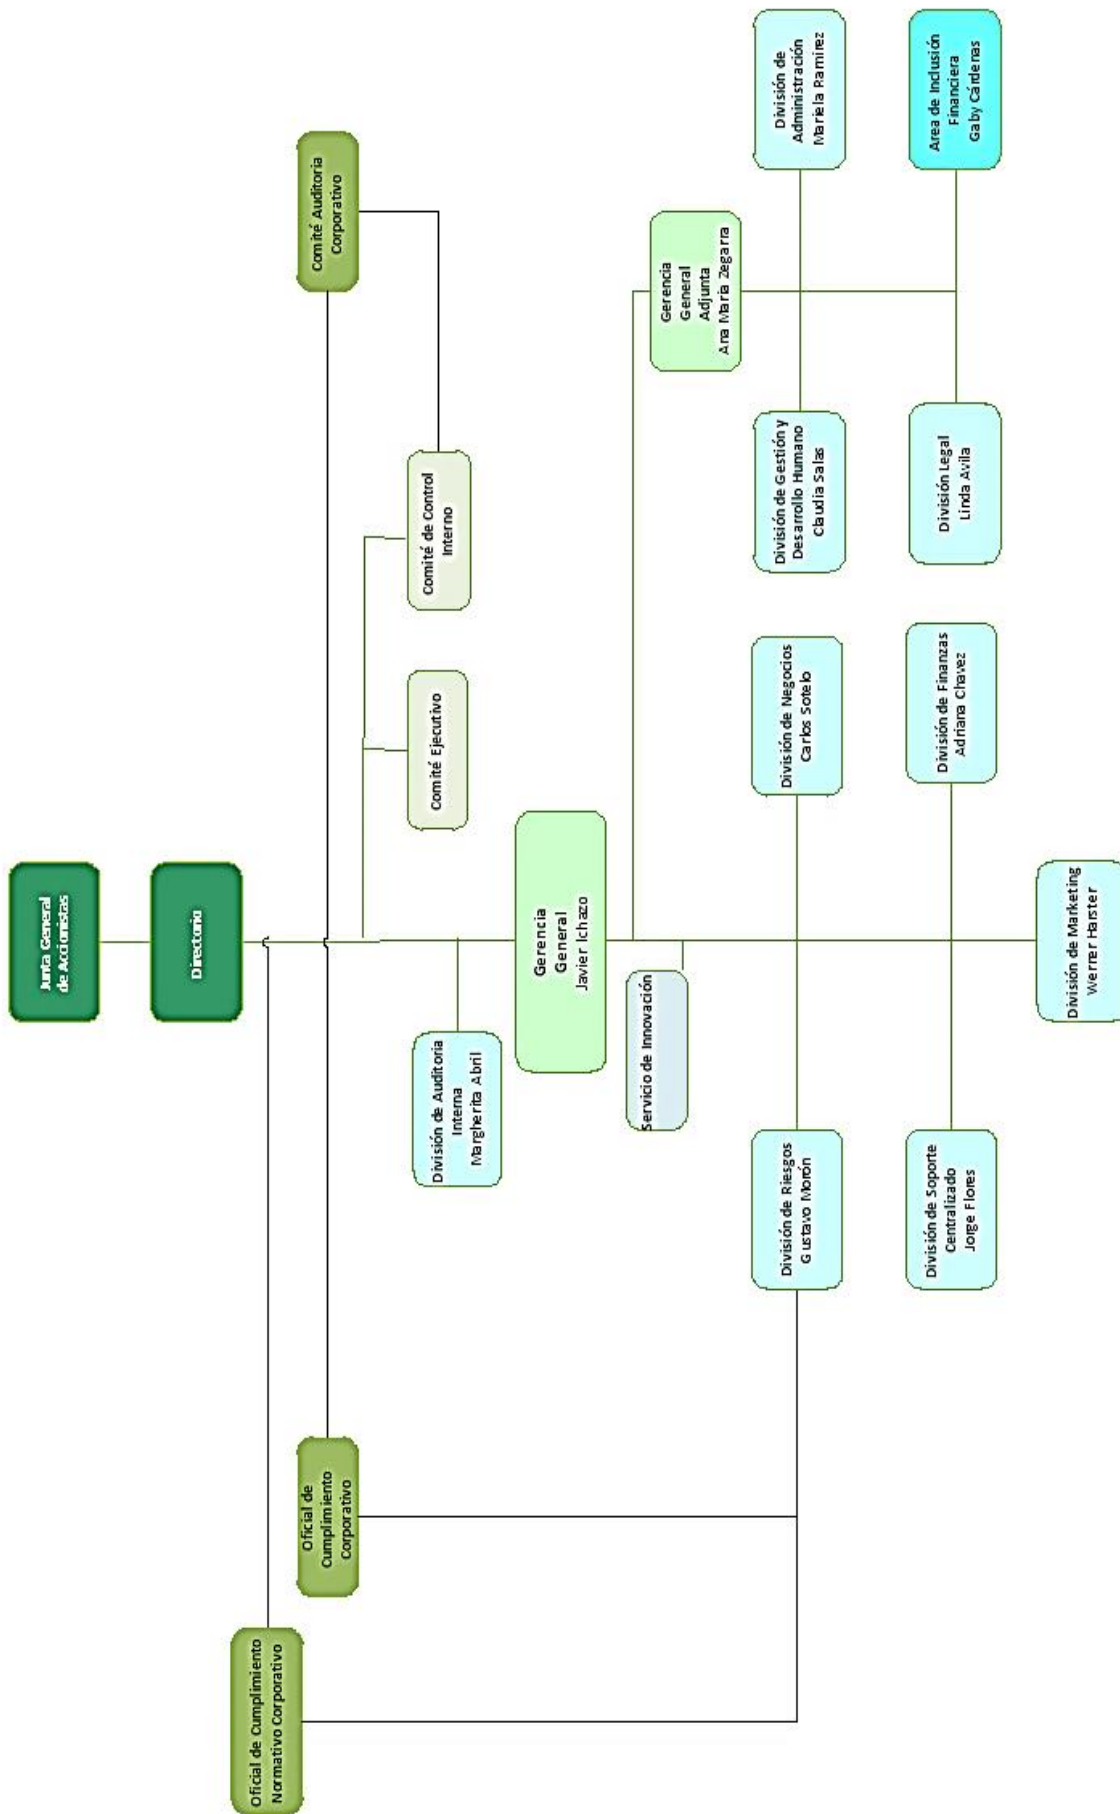 Junta General
de Accionistas
Directorio
Oficial de Cumplimiento
Normativo Corporativo
Oficial de
Cumplimiento
Corporativo
Comité Auditoria
Corporativo
Comité Ejecutivo
Comité de Control
Interno
División de Auditoria
Interna
Margherita Abril
Gerencia
General
Javier Ichazo
Servicio de Innovación
Gerencia
General
Adjunta
Ana María Zegarra
División de Riesgos
Gustavo Morón
División de Negocios
Carlos Sotelo
División de Gestión y
Desarrollo Humano
Claudia Salas
División de
Administración
Mariela Ramirez
División de Soporte
Centralizado
Jorge Flores
División de Finanzas
Adriana Chavez
División Legal
Linda Avila
Area de Inclusión
Financiera
Gaby Cárdenas
División de Marketing
Werner Harster